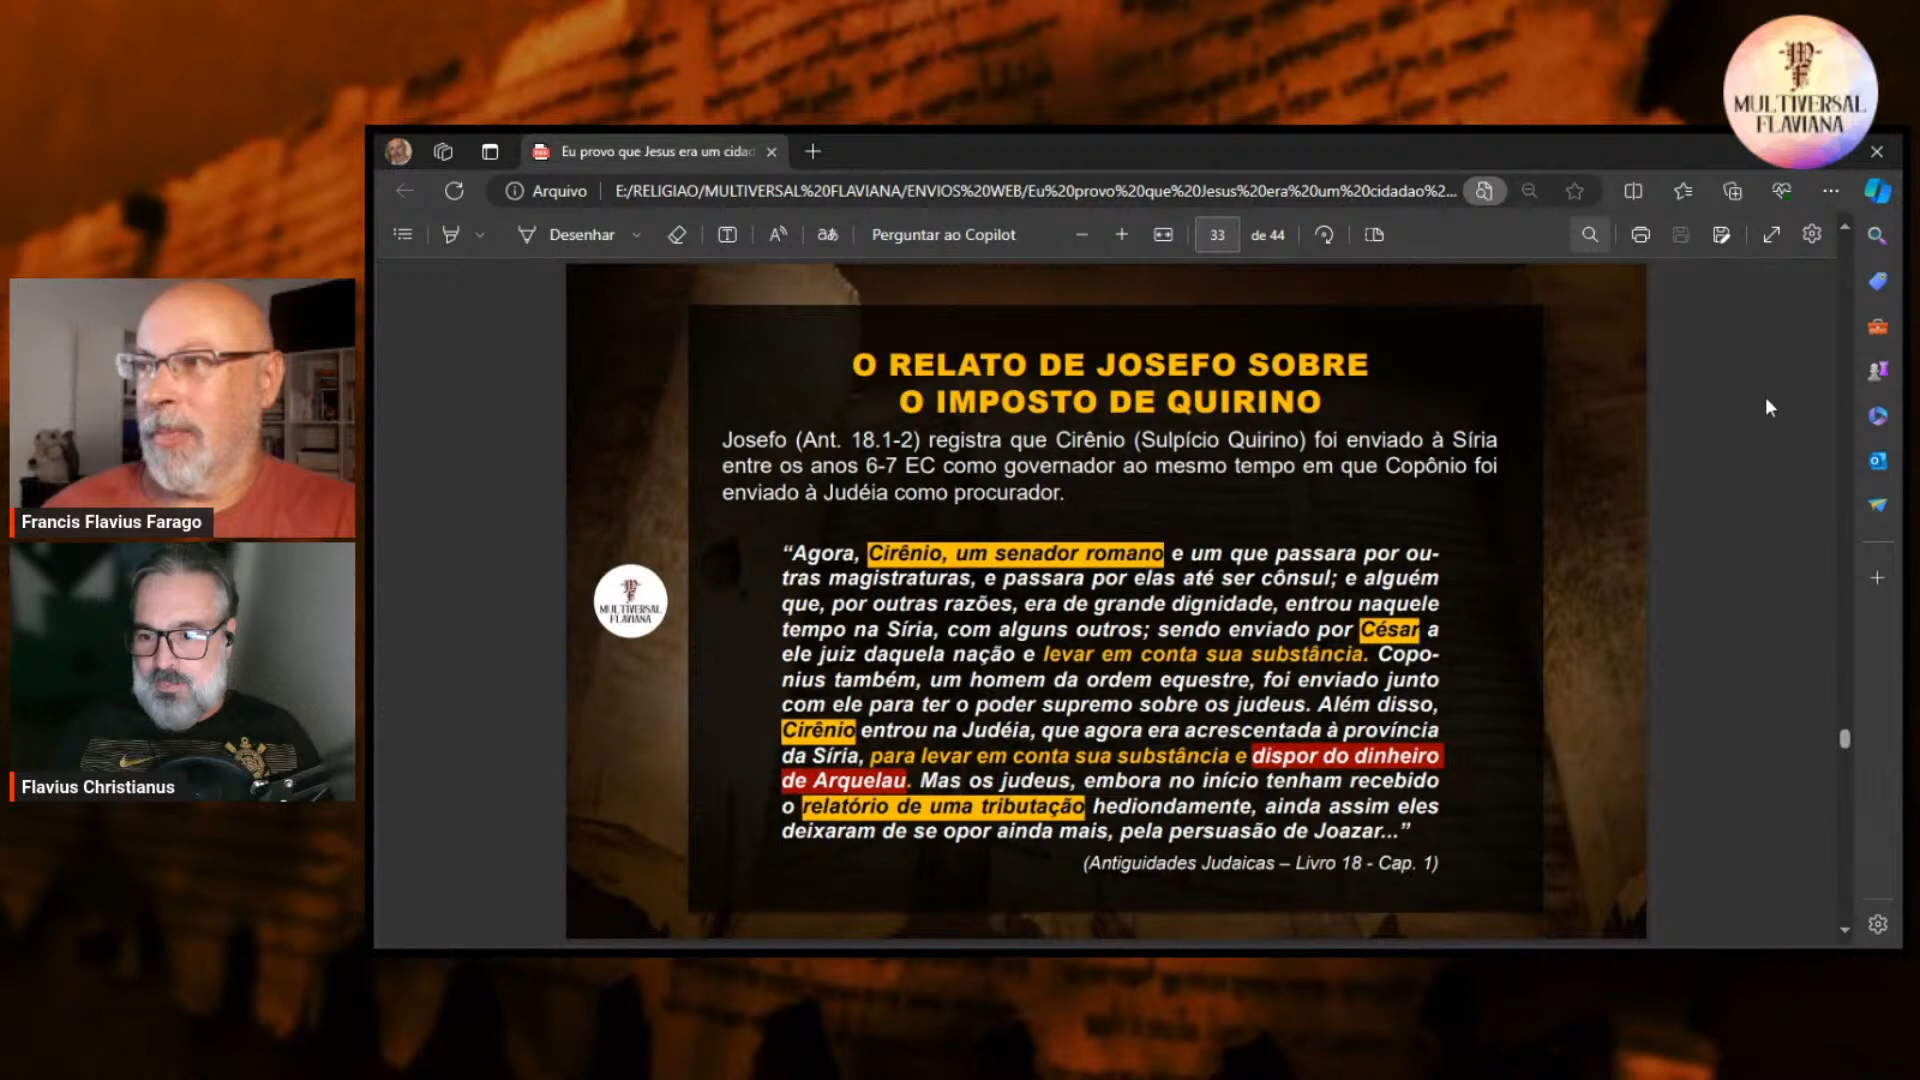 MULTIVERSAL
FLAVIANA
Eu provo que Jesus era um cidad
Arquivo
E:/RELIGIAO/MULTIVERSAL%20FLAVIANA/ENVIOS%20WEB/Eu%20provo%20que%20Jesus%20era%20um%20cidadao%2...
Desenhar
Perguntar ao Copilot
33
de 44
O RELATO DE JOSEFO SOBRE
O IMPOSTO DE QUIRINO
Josefo (Ant. 18.1-2) registra que Cirênio (Sulpício Quirino) foi enviado à Síria
entre os anos 6-7 EC como governador ao mesmo tempo em que Copônio foi
enviado à Judéia como procurador.
“Agora, Cirênio, um senador romano e um que passara por ou-
tras magistraturas, e passara por elas até ser cônsul; e alguém
que, por outras razões, era de grande dignidade, entrou naquele
tempo na Síria, com alguns outros; sendo enviado por César a
ele juiz daquela nação e levar em conta sua substância. Copo-
nius também, um homem da ordem equestre, foi enviado junto
com ele para ter o poder supremo sobre os judeus. Além disso,
Cirênio entrou na Judéia, que agora era acrescentada à província
da Síria, para levar em conta sua substância e dispor do dinheiro
de Arquelau. Mas os judeus, embora no início tenham recebido
o relatório de uma tributação hediondamente, ainda assim eles
deixaram de se opor ainda mais, pela persuasão de Joazar...”
(Antiguidades Judaicas – Livro 18 - Cap. 1)
MULTIVERSAL
FLAVIANA
Francis Flavius Farago
Flavius Christianus